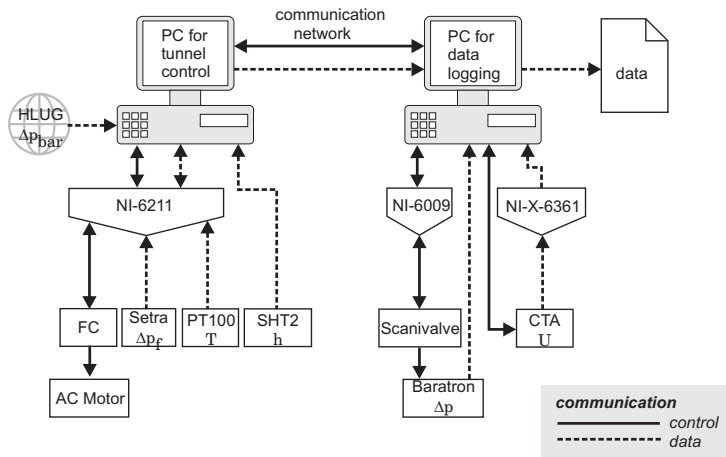 communication
network
PC for
tunnel
control
PC for
data
logging
data
HLUG
Δp_bar
NI-6211
NI-6009
NI-X-6361
FC
Setra
Δp_f
PT100
T
SHT2
h
Scanivalve
CTA
U
AC Motor
Baratron
Δp
communication
control
data